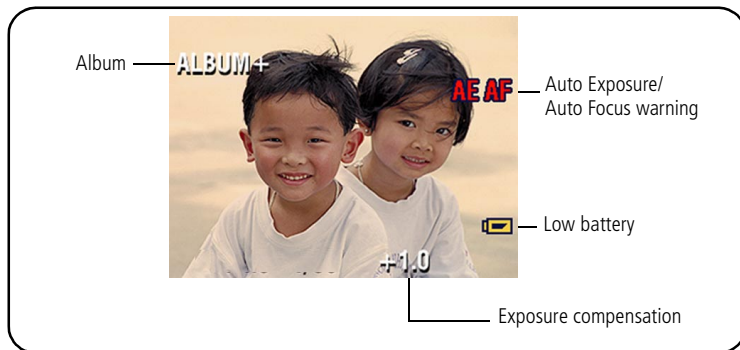 Album
ALBUM+
AE AF
Auto Exposure/
Auto Focus warning
Low battery
+1.0
Exposure compensation